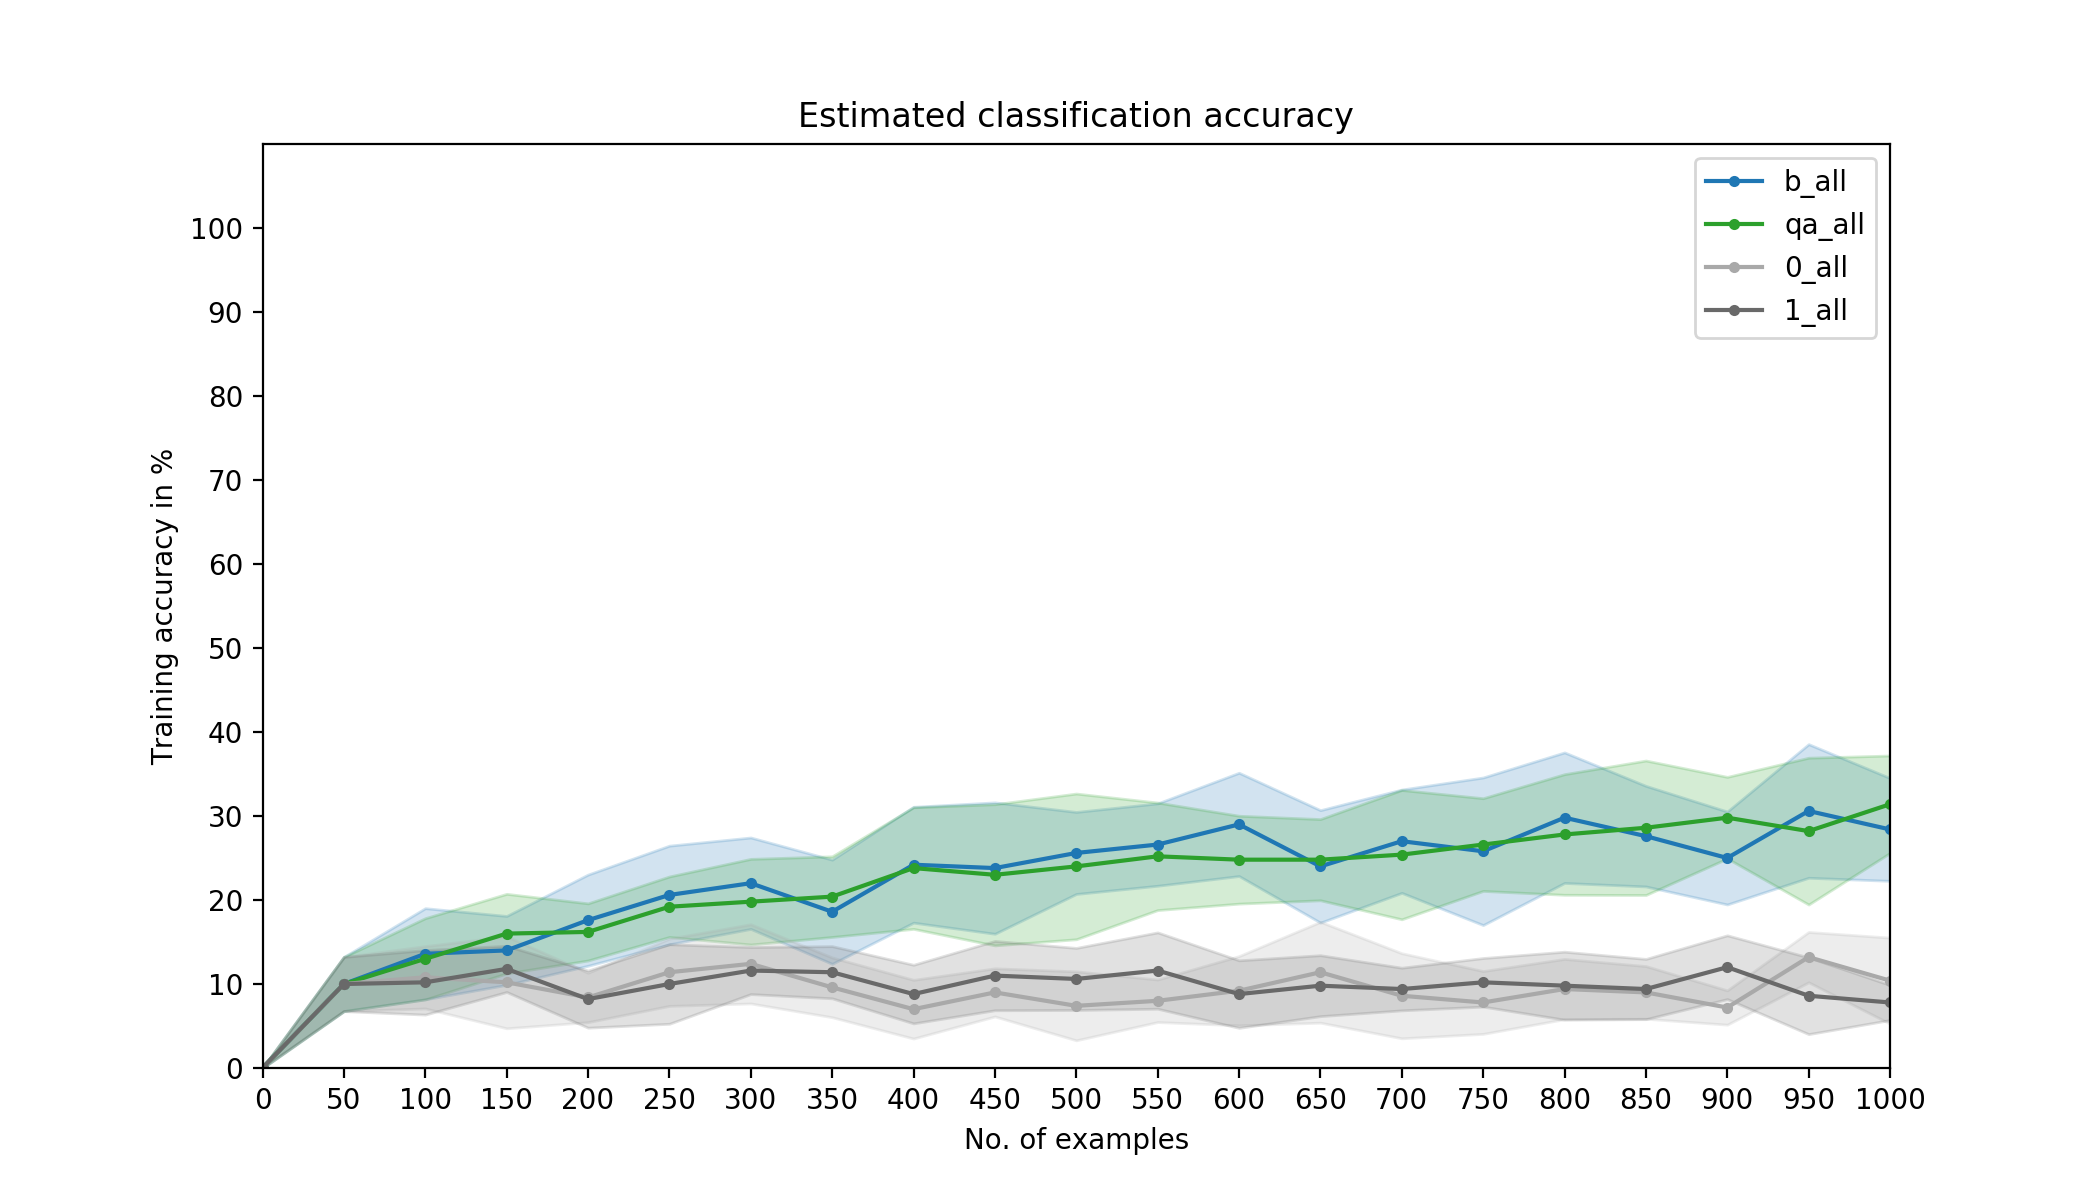 Estimated classification accuracy
b_all
qa_all
0_all
1_all
Training accuracy in %
100
90
80
70
60
50
40
30
20
10
0
0 50 100 150 200 250 300 350 400 450 500 550 600 650 700 750 800 850 900 950 1000
No. of examples